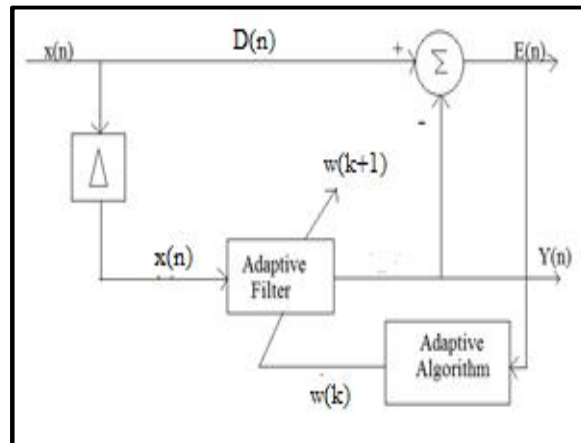 x(n)
D(n)
+
Σ
E(n)
-
Δ
w(k+1)
x(n)
Adaptive
Filter
Y(n)
Adaptive
Algorithm
w(k)